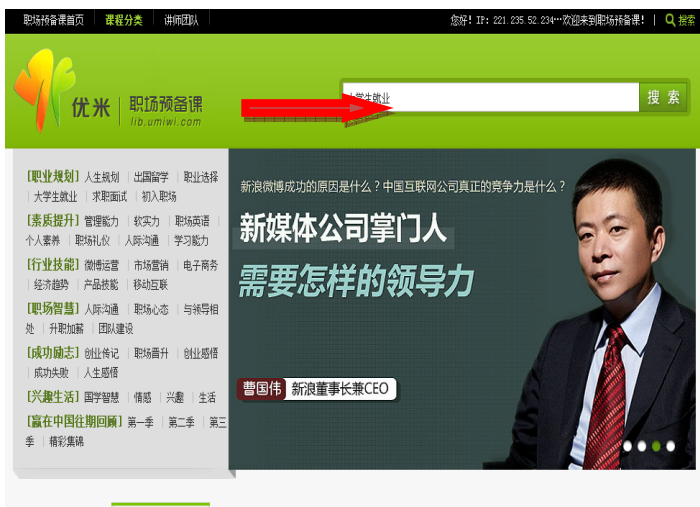 职场预备课首页 课程分类 讲师团队 您好! IP: 221.235.52.234…欢迎来到职场预备课! | 搜索
优米 | 职场预备课
lib.umiwi.com
学生就业 搜 索
[职业规划] 人生规划 | 出国留学 | 职业选择
| 大学生就业 | 求职面试 | 初入职场
[素质提升] 管理能力 | 软实力 | 职场英语 |
个人素养 | 职场礼仪 | 人际沟通 | 学习能力
[行业技能] 微博运营 | 市场营销 | 电子商务
| 经济趋势 | 产品技能 | 移动互联
[职场智慧] 人际沟通 | 职场心态 | 与领导相
处 | 升职加薪 | 团队建设
[成功励志] 创业传记 | 职场晋升 | 创业感悟
| 成功失败 | 人生感悟
[兴趣生活] 国学智慧 | 情感 | 兴趣 | 生活
[赢在中国往期回顾] 第一季 | 第二季 | 第三
季 | 精彩集锦
新浪微博成功的原因是什么？中国互联网公司真正的竞争力是什么？
新媒体公司掌门人
需要怎样的领导力
曹国伟 新浪董事长兼CEO